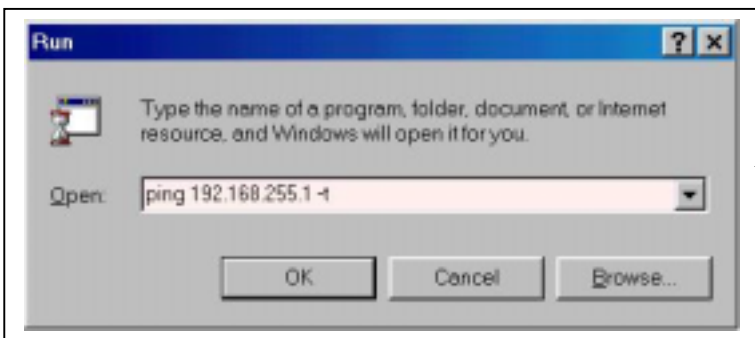 Run
Type the name of a program, folder, document, or Internet
resource, and Windows will open it for you.
Open:
ping 192.168.255.1 -t
OK
Cancel
Browse...